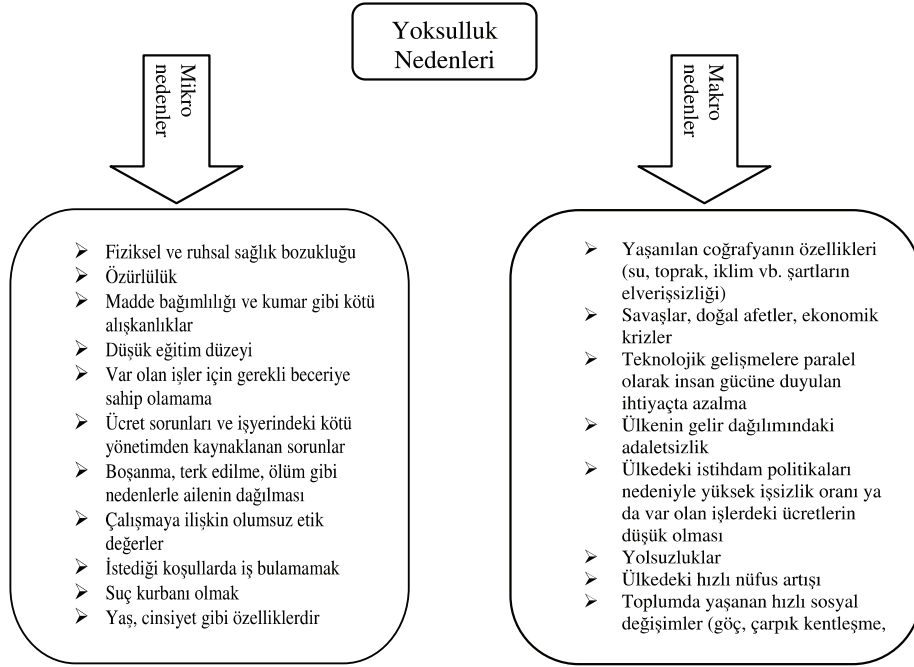 Yoksulluk
Nedenleri
Mikro
nedenler
Makro
nedenler
Fiziksel ve ruhsal sağlık bozukluğu
Özürlülük
Madde bağımlılığı ve kumar gibi kötü
alışkanlıklar
Düşük eğitim düzeyi
Var olan işler için gerekli beceriye
sahip olamama
Ücret sorunları ve işyerindeki kötü
yönetimden kaynaklanan sorunlar
Boşanma, terk edilme, ölüm gibi
nedenlerle ailenin dağılması
Çalışmaya ilişkin olumsuz etik
değerler
İstediği koşullarda iş bulamamak
Suç kurbanı olmak
Yaş, cinsiyet gibi özelliklerdir
Yaşanılan coğrafyanın özellikleri
(su, toprak, iklim vb. şartların
elverişsizliği)
Savaşlar, doğal afetler, ekonomik
krizler
Teknolojik gelişmelere paralel
olarak insan gücüne duyulan
ihtiyaçta azalma
Ülkenin gelir dağılımındaki
adaletsizlik
Ülkedeki istihdam politikaları
nedeniyle yüksek işsizlik oranı ya
da var olan işlerdeki ücretlerin
düşük olması
Yolsuzluklar
Ülkedeki hızlı nüfus artışı
Toplumda yaşanan hızlı sosyal
değişimler (göç, çarpık kentleşme,